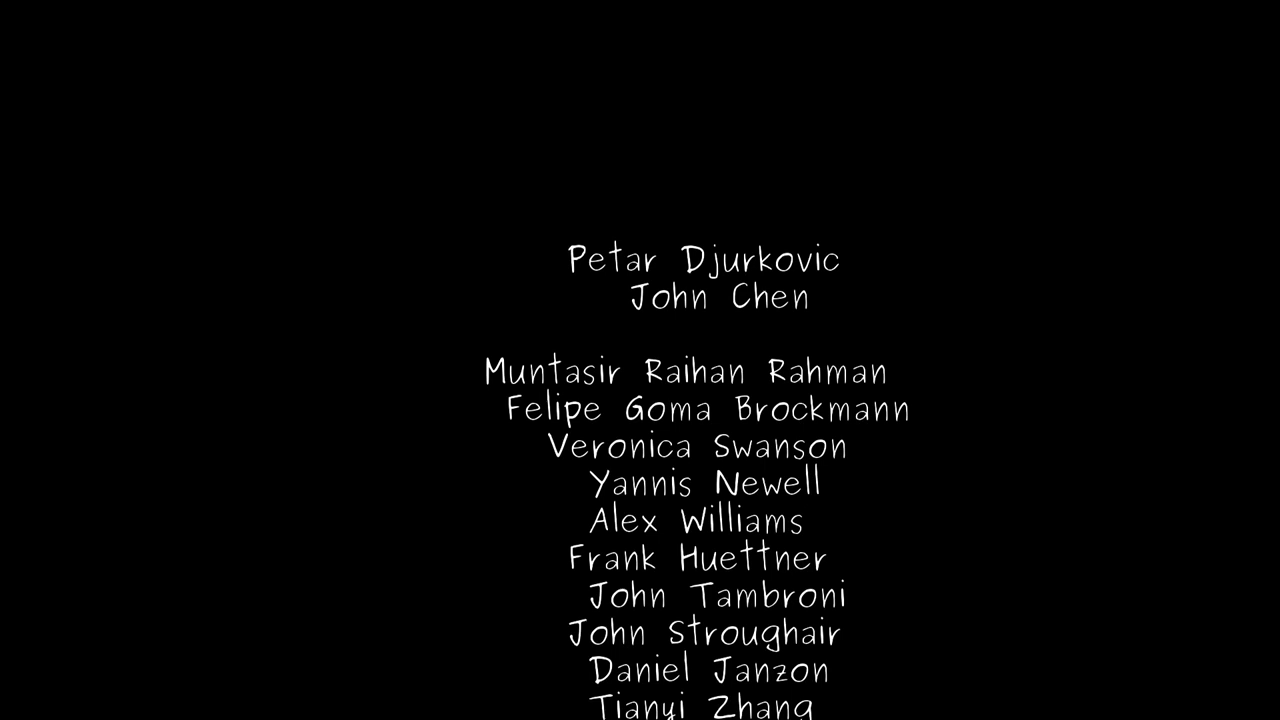 Petar Djurkovic
John Chen
Muntasir Raihan Rahman
Felipe Goma Brockmann
Veronica Swanson
Yannis Newell
Alex Williams
Frank Huettner
John Tambroni
John Stroughair
Daniel Janzon
Tianyi Zhang